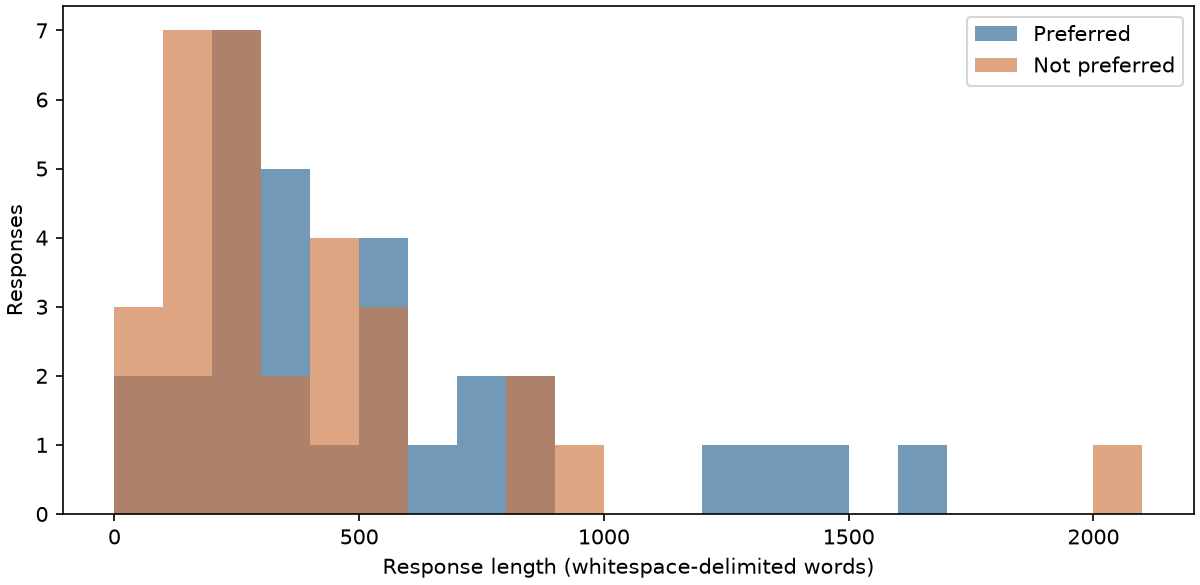 7
6
5
4
3
2
1
0
Responses
0 500 1000 1500 2000
Response length (whitespace-delimited words)
Preferred
Not preferred